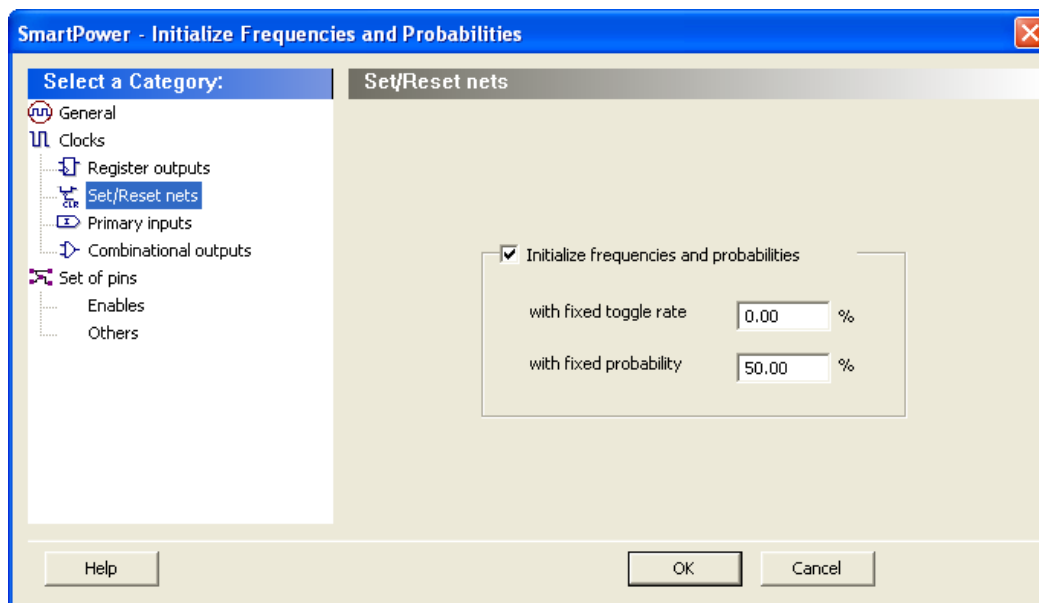 SmartPower - Initialize Frequencies and Probabilities
Select a Category:
General
Clocks
Register outputs
CLR
Set/Reset nets
Primary inputs
Combinational outputs
Set of pins
Enables
Others
Set/Reset nets
Initialize frequencies and probabilities
with fixed toggle rate 0.00 %
with fixed probability 50.00 %
Help
OK
Cancel